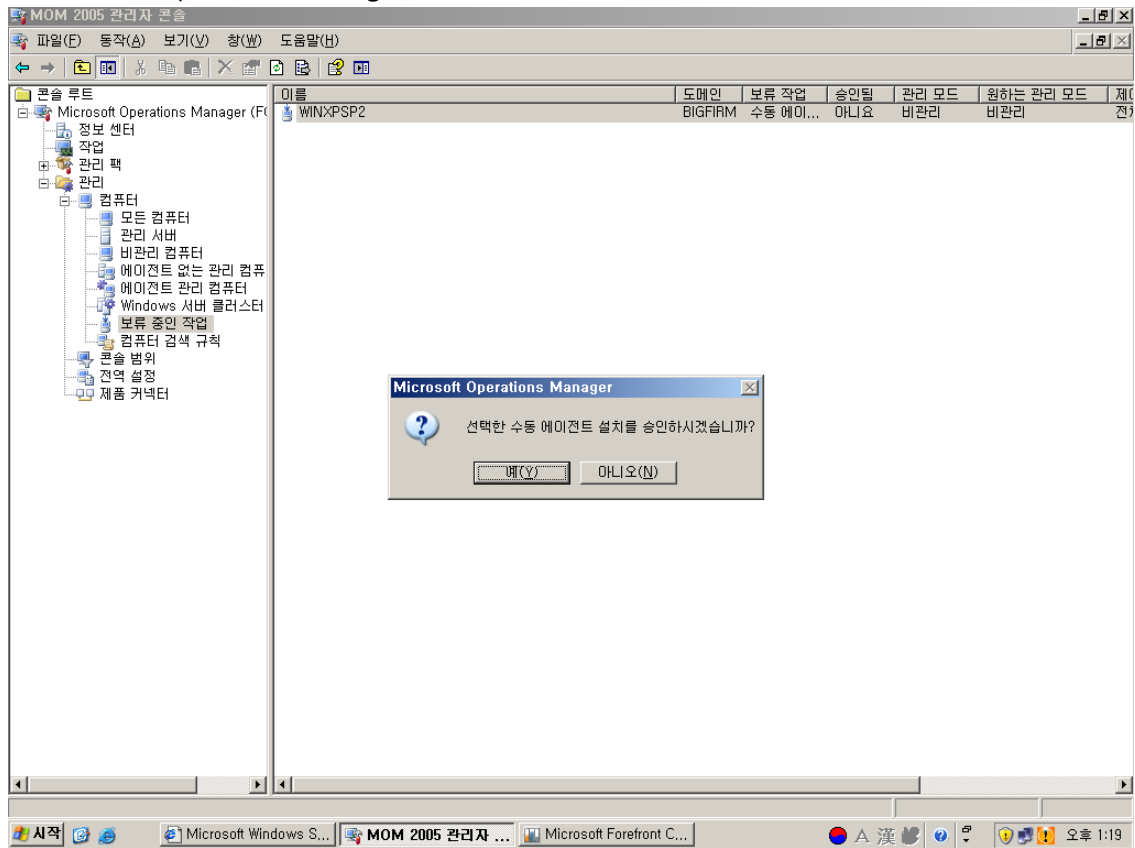 MOM 2005 관리자 콘솔
파일(F) 동작(A) 보기(V) 창(W) 도움말(H)
콘솔 루트
Microsoft Operations Manager (F
정보 센터
작업
관리 팩
관리
컴퓨터
모든 컴퓨터
관리 서버
비관리 컴퓨터
에이전트 없는 관리 컴퓨
에이전트 관리 컴퓨터
Windows 서버 클러스터
보류 중인 작업
컴퓨터 검색 규칙
콘솔 범위
전역 설정
제품 커넥터
이름 도메인 보류 작업 승인됨 관리 모드 원하는 관리 모드
WINXPSP2 BIGFIRM 수동 에이... 아니요 비관리 비관리
Microsoft Operations Manager
선택한 수동 에이전트 설치를 승인하시겠습니까?
예(Y) 아니오(N)
시작 Microsoft Windows S... MOM 2005 관리자 ... Microsoft Forefront C... A 漢 오후 1:19